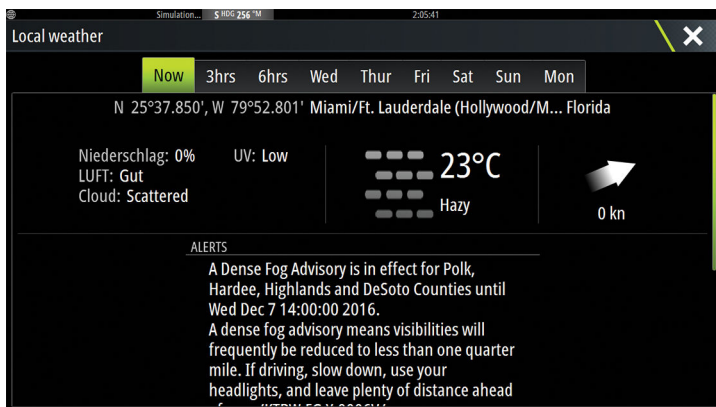 Simulation... S HDG 256 °M 2:05:41
Local weather
Now 3hrs 6hrs Wed Thur Fri Sat Sun Mon
N 25°37.850', W 79°52.801' Miami/Ft. Lauderdale (Hollywood/M... Florida
Niederschlag: 0% UV: Low
LUFT: Gut
Cloud: Scattered
23°C
Hazy
0 kn
ALERTS
A Dense Fog Advisory is in effect for Polk,
Hardee, Highlands and DeSoto Counties until
Wed Dec 7 14:00:00 2016.
A dense fog advisory means visibilities will
frequently be reduced to less than one quarter
mile. If driving, slow down, use your
headlights, and leave plenty of distance ahead